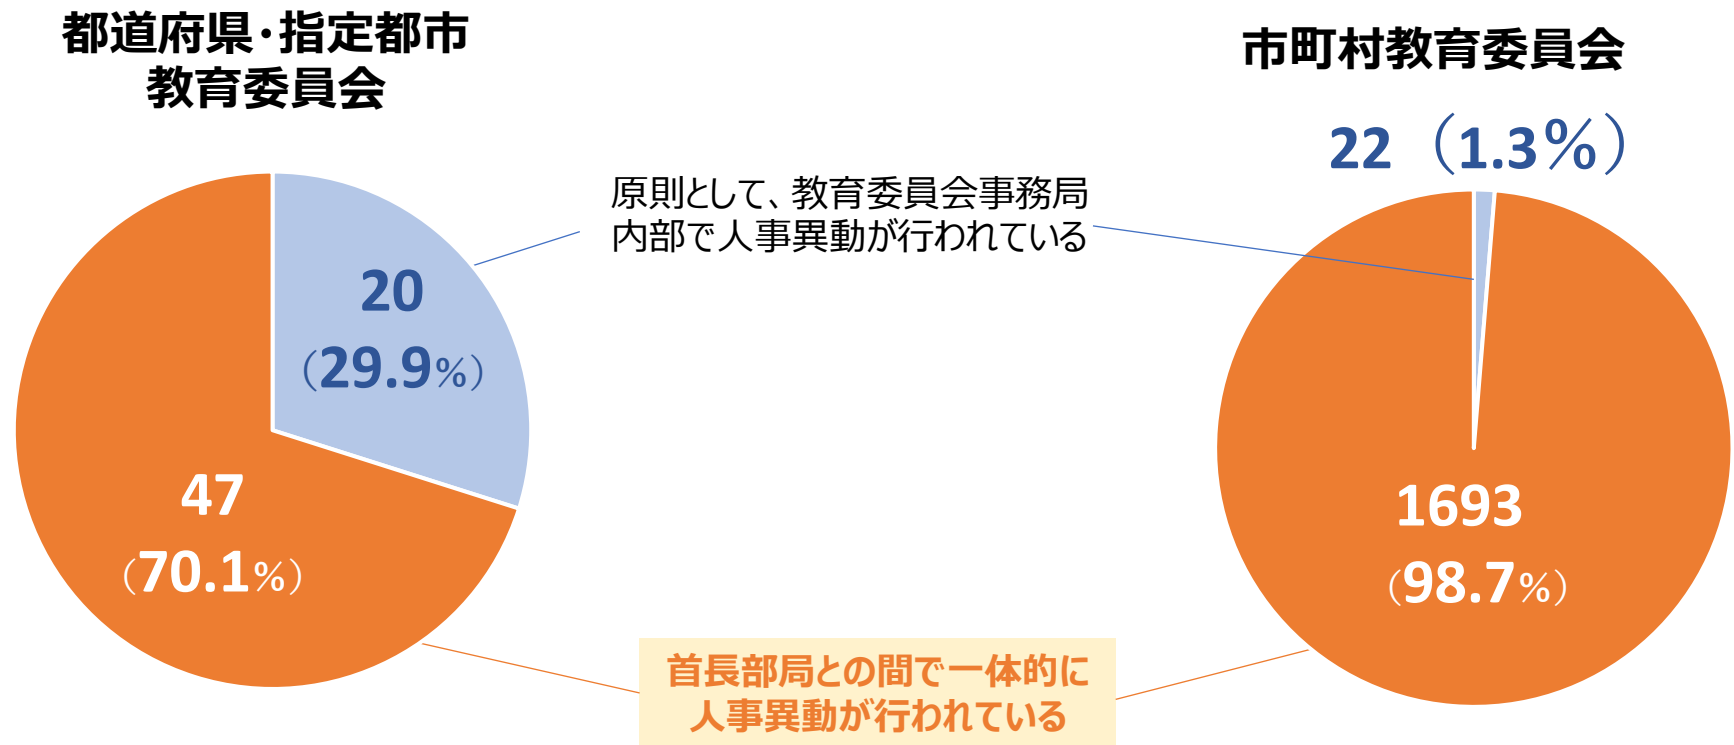 都道府県・指定都市
教育委員会
20
（29.9％）
47
（70.1％）
原則として、教育委員会事務局
内部で人事異動が行われている
首長部局との間で一体的に
人事異動が行われている
市町村教育委員会
22（1.3％）
1693
（98.7％）